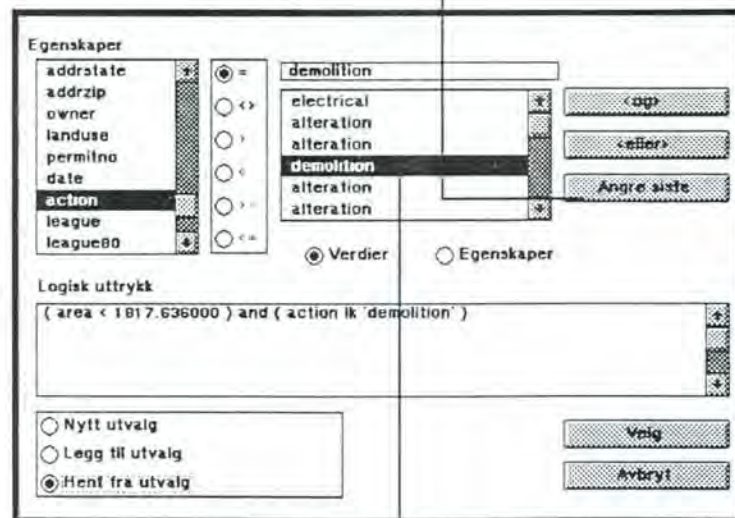 Egenskaper
addrstate
addrzip
owner
landuse
permitno
date
action
league
league80
=
<>
>
<
>=
<=
demolition
electrical
alteration
alteration
demolition
alteration
alteration
<og>
<eller>
Angre siste
Verdier
Egenskaper
Logisk uttrykk
( area < 1817.636000 ) and ( action lk 'demolition' )
Nytt utvalg
Legg til utvalg
Hent fra utvalg
Velg
Avbryt